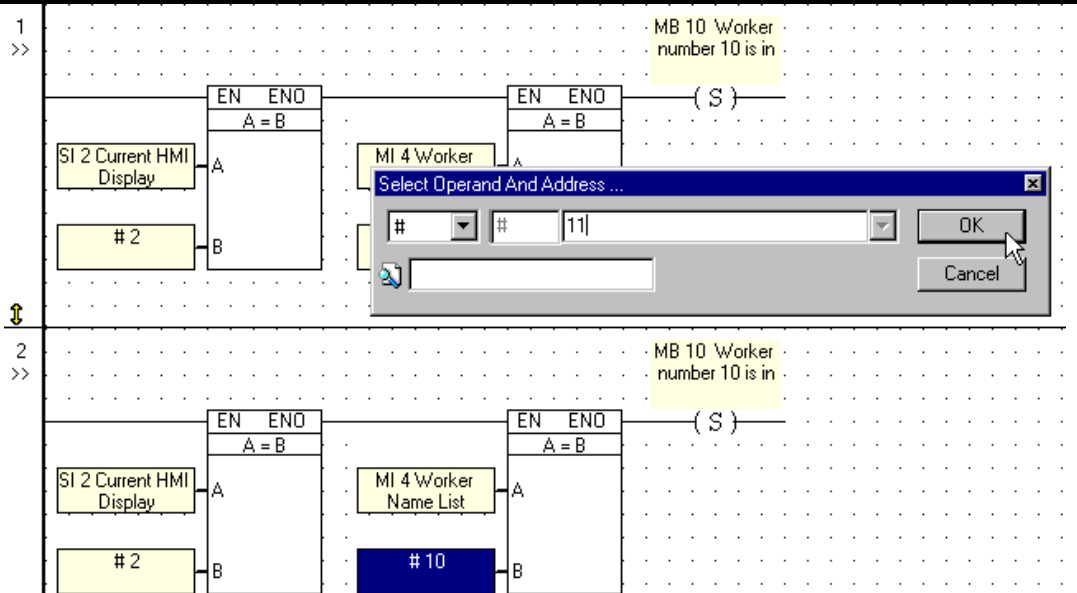 1
>>
MB 10 Worker
number 10 is in
EN ENO
A = B
EN ENO
A = B
( S )
SI 2 Current HMI
Display
A
MI 4 Worker
A
# 2
B
Select Operand And Address ...
#
#
11
OK
Cancel
2
>>
MB 10 Worker
number 10 is in
EN ENO
A = B
EN ENO
A = B
( S )
SI 2 Current HMI
Display
A
MI 4 Worker
Name List
A
# 2
B
# 10
B